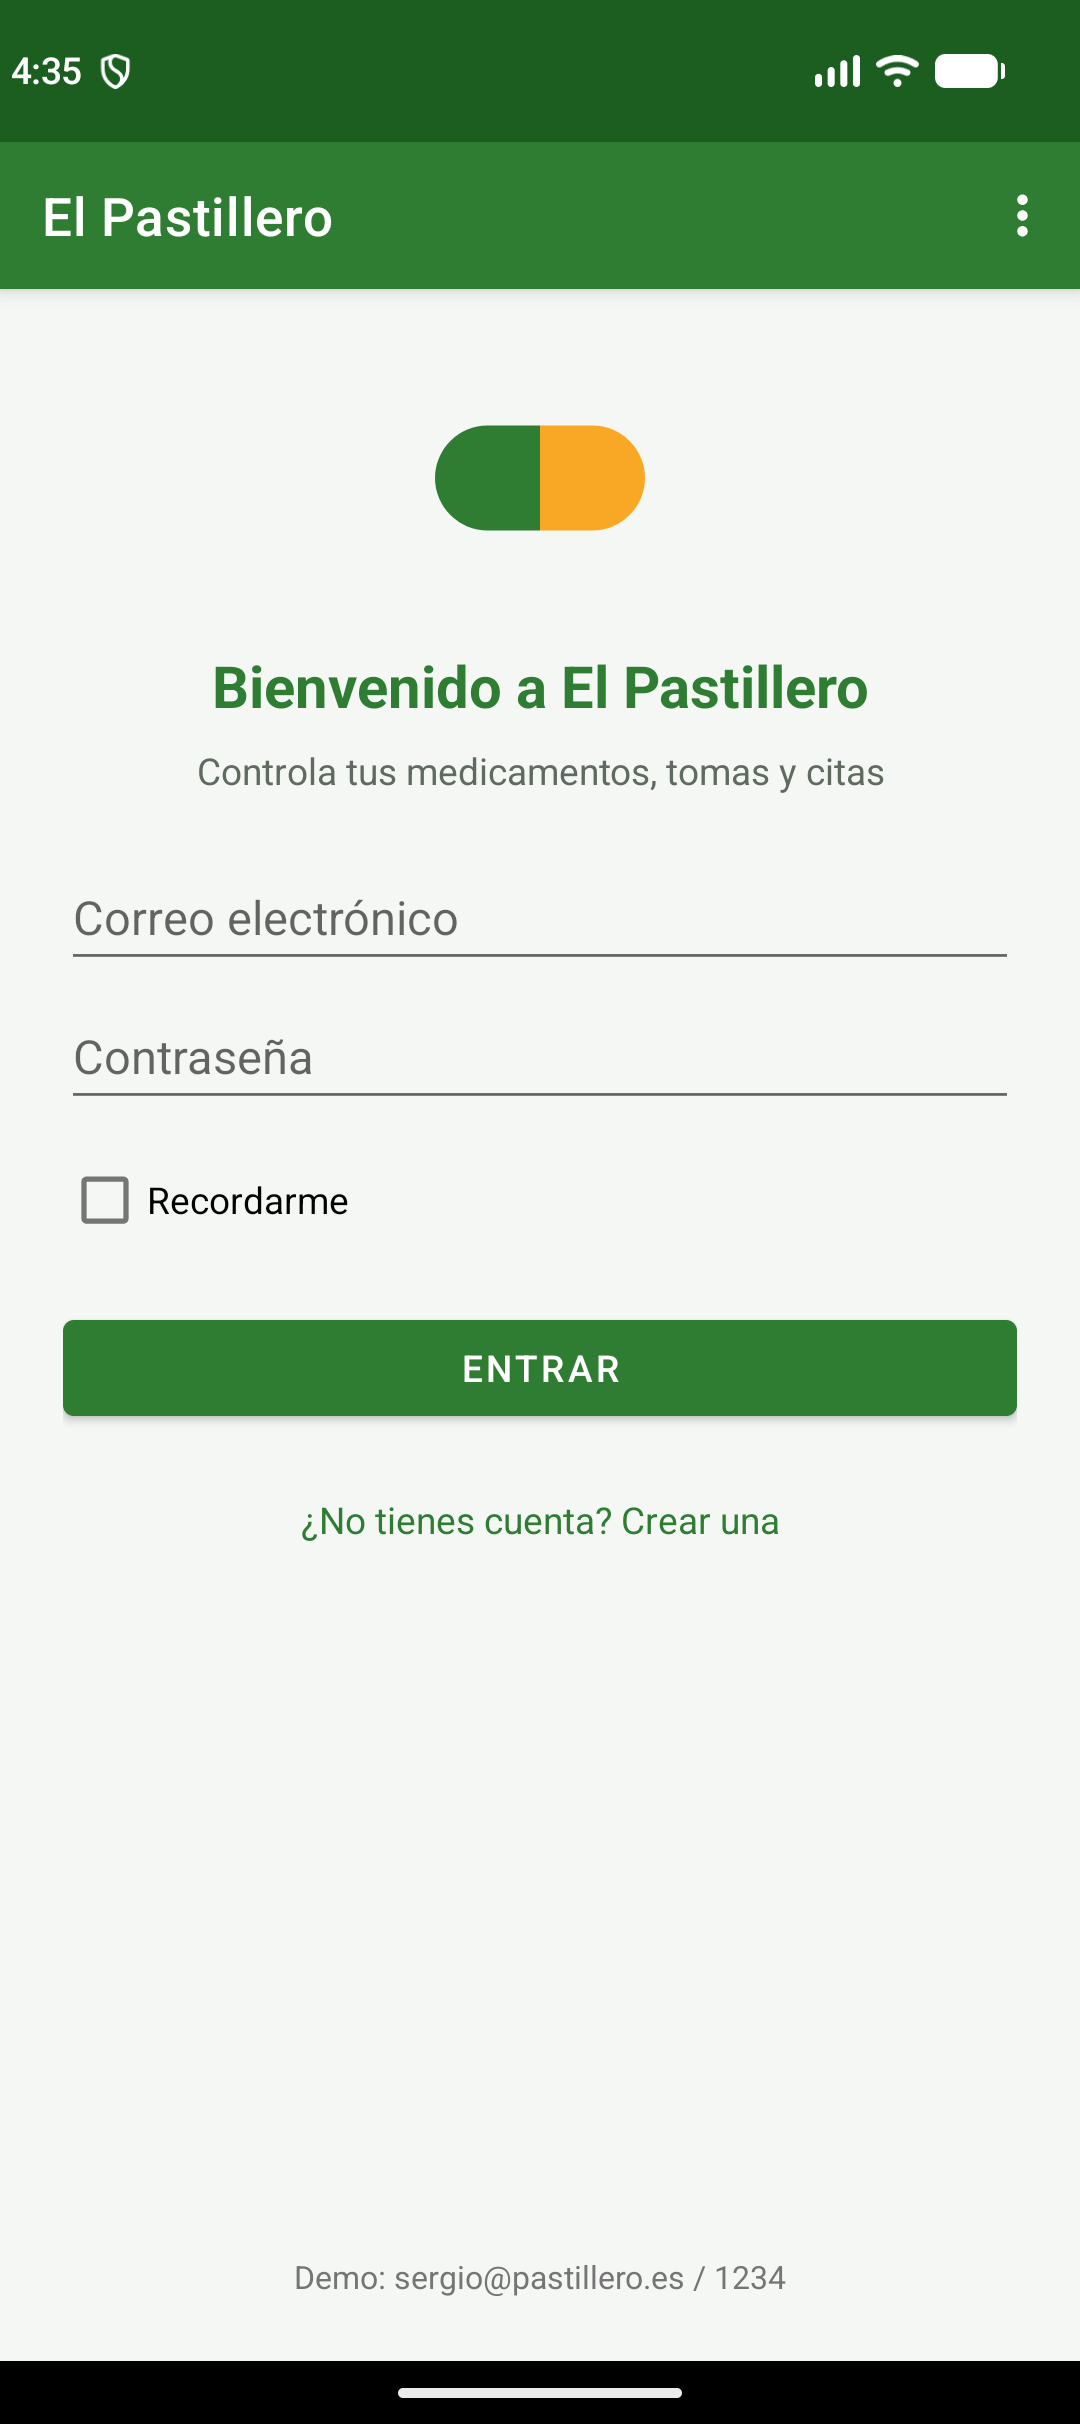 4:35
El Pastillero
Bienvenido a El Pastillero
Controla tus medicamentos, tomas y citas
Correo electrónico
Contraseña
Recordarme
ENTRAR
¿No tienes cuenta? Crear una
Demo: sergio@pastillero.es / 1234